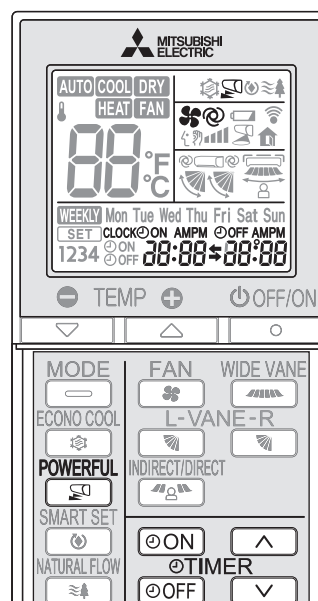 MITSUBISHI
ELECTRIC
AUTO COOL DRY
HEAT FAN
88 °F
°C
WEEKLY Mon Tue Wed Thu Fri Sat Sun
SET CLOCK ON AMPM OFF AMPM
1234 ON
OFF 28:88 88:88
TEMP OFF/ON
MODE FAN WIDE VANE
ECONO COOL L-VANE-R
POWERFUL INDIRECT/DIRECT
SMART SET
ON
NATURAL FLOW TIMER
OFF